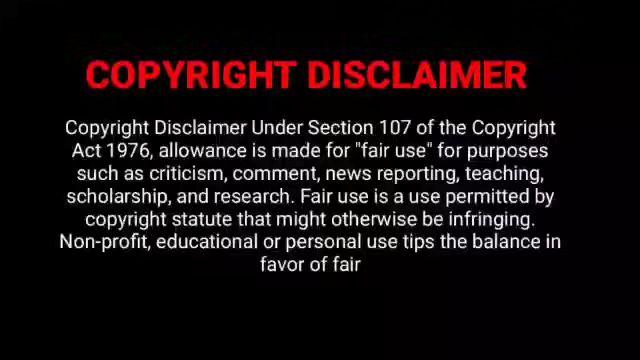 COPYRIGHT DISCLAIMER
Copyright Disclaimer Under Section 107 of the Copyright
Act 1976, allowance is made for "fair use" for purposes
such as criticism, comment, news reporting, teaching,
scholarship, and research. Fair use is a use permitted by
copyright statute that might otherwise be infringing.
Non-profit, educational or personal use tips the balance in
favor of fair